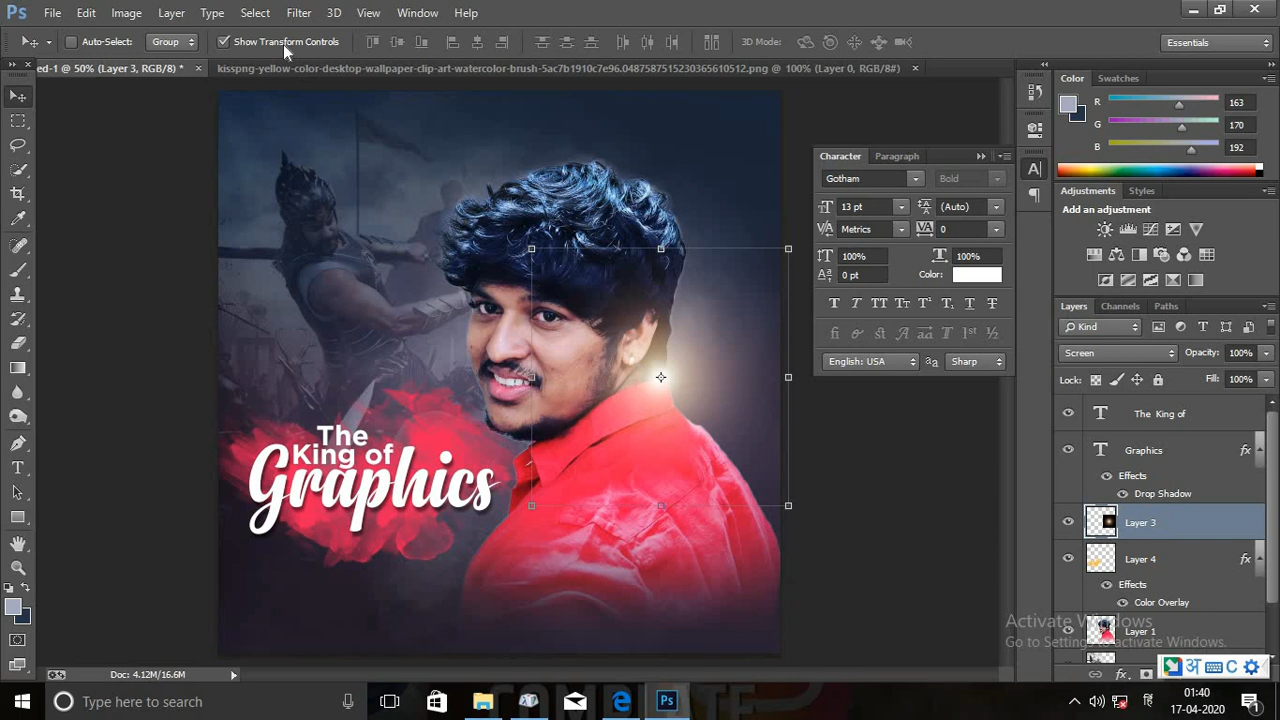 Ps File Edit Image Layer Type Select Filter 3D View Window Help
Auto-Select: Group Show Transform Controls 3D Mode: Essentials
ed-1 @ 50% (Layer 3, RGB/8) * × kisspng-yellow-color-desktop-wallpaper-clip-art-watercolor-brush-5ac7b1910c7e96.0487587515230365610512.png @ 100% (Layer 0, RGB/8#) ×
Color Swatches
R 163
G 170
B 192
Character Paragraph
Gotham Bold
13 pt (Auto)
Metrics 0
100% 100%
0 pt Color:
English: USA aa Sharp
Adjustments Styles
Add an adjustment
Layers Channels Paths
Kind
Screen Opacity: 100%
Lock: Fill: 100%
T The King of
T Graphics fx
Effects
Drop Shadow
Layer 3
Layer 4 fx
Effects
Color Overlay
Layer 1
The
King of
Graphics
Activate Windows
Go to Settings to activate Windows.
Doc: 4.12M/16.6M
अ C
Type here to search
Ps
हिं
01:40
17-04-2020
1